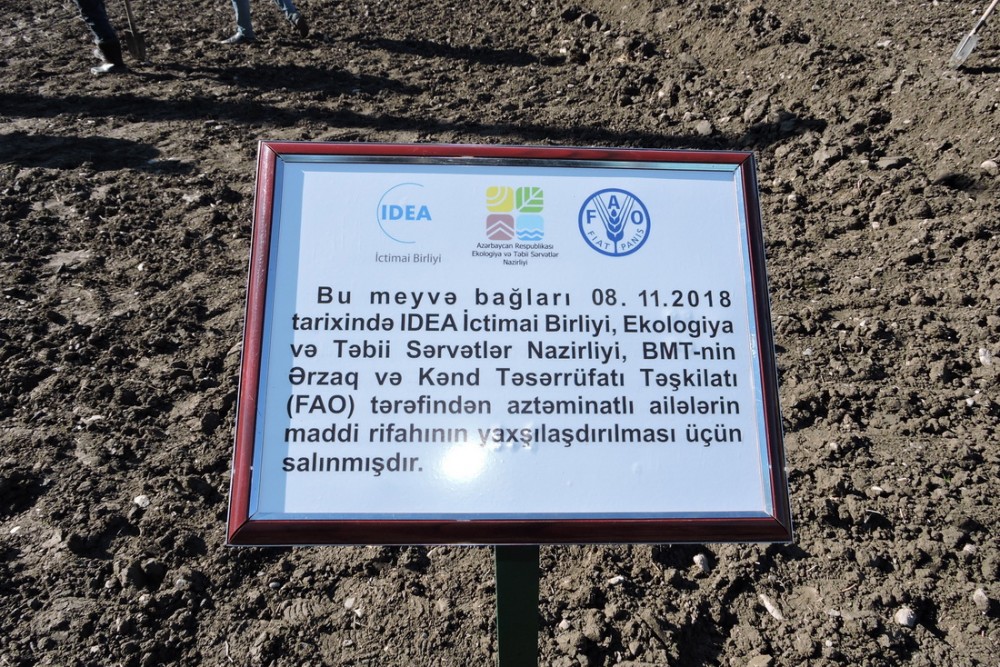 IDEA
İctimai Birliyi
Azərbaycan Respublikası
Ekologiya və Təbii Sərvətlər
Nazirliyi
FAO
FIAT PANIS
Bu meyvə bağları 08. 11.2018
tarixində IDEA İctimai Birliyi, Ekologiya
və Təbii Sərvətlər Nazirliyi, BMT-nin
Ərzaq və Kənd Təsərrüfatı Təşkilatı
(FAO) tərəfindən aztəminatlı ailələrin
maddi rifahının yaxşılaşdırılması üçün
salınmışdır.